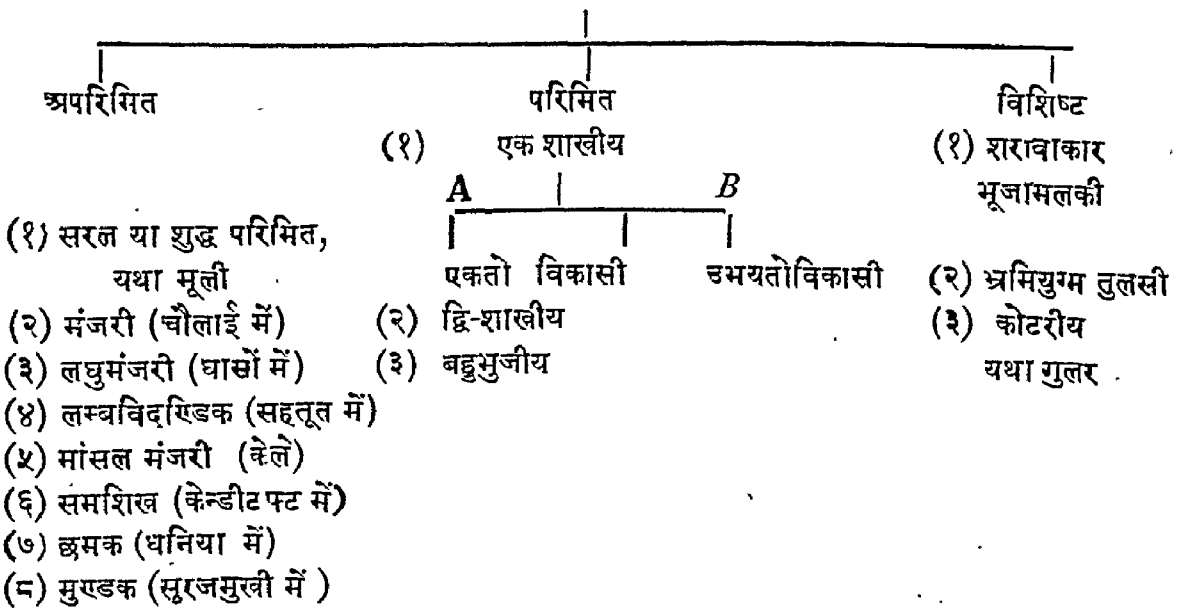 अपरिमित
(१) सरल या शुद्ध परिमित,
यथा मूली
(२) मंजरी (चौलाई में)
(३) लघुमंजरी (घासों में)
(४) लम्बविदण्डिक (सहतूत में)
(५) मांसल मंजरी (केले)
(६) समशिख (केन्डीटफ्ट में)
(७) छमक (धनिया में)
(८) मुण्डक (सूरजमुखी में)
परिमित
(१) एक शाखीय
A B
एकतो विकासी उभयतोविकासी
(२) द्वि-शाखीय
(३) बहुभुजीय
विशिष्ट
(१) शरावाकार
भूजामलकी
(२) भ्रमियुग्म तुलसी
(३) कोटरीय
यथा गुलर